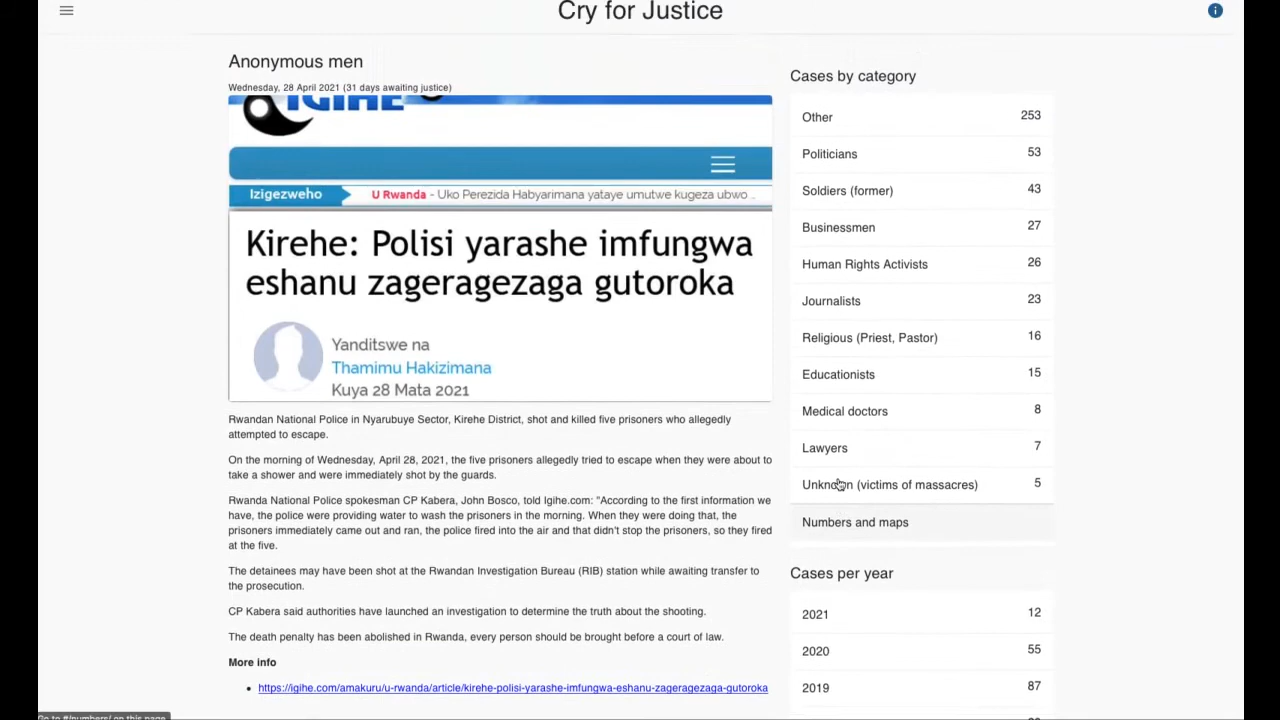 Cry for Justice
Anonymous men
Wednesday, 28 April 2021 (31 days awaiting justice)
IGIHE
Izigezweho
U Rwanda - Uko Perezida Habyarimana yataye umutwe kugeza ubwo ..
Kirehe: Polisi yarashe imfungwa
eshanu zageragezaga gutoroka
Yanditswe na
Thamimu Hakizimana
Kuya 28 Mata 2021
Rwandan National Police in Nyarubuye Sector, Kirehe District, shot and killed five prisoners who allegedly
attempted to escape.
On the morning of Wednesday, April 28, 2021, the five prisoners allegedly tried to escape when they were about to
take a shower and were immediately shot by the guards.
Rwanda National Police spokesman CP Kabera, John Bosco, told Igihe.com: "According to the first information we
have, the police were providing water to wash the prisoners in the morning. When they were doing that, the
prisoners immediately came out and ran, the police fired into the air and that didn't stop the prisoners, so they fired
at the five.
The detainees may have been shot at the Rwandan Investigation Bureau (RIB) station while awaiting transfer to
the prosecution.
CP Kabera said authorities have launched an investigation to determine the truth about the shooting.
The death penalty has been abolished in Rwanda, every person should be brought before a court of law.
More info
https://igihe.com/amakuru/u-rwanda/article/kirehe-polisi-yarashe-imfungwa-eshanu-zageragezaga-gutoroka
Cases by category
Other 253
Politicians 53
Soldiers (former) 43
Businessmen 27
Human Rights Activists 26
Journalists 23
Religious (Priest, Pastor) 16
Educationists 15
Medical doctors 8
Lawyers 7
Unknown (victims of massacres) 5
Numbers and maps
Cases per year
2021 12
2020 55
2019 87
Go to #/numbers/ on this page